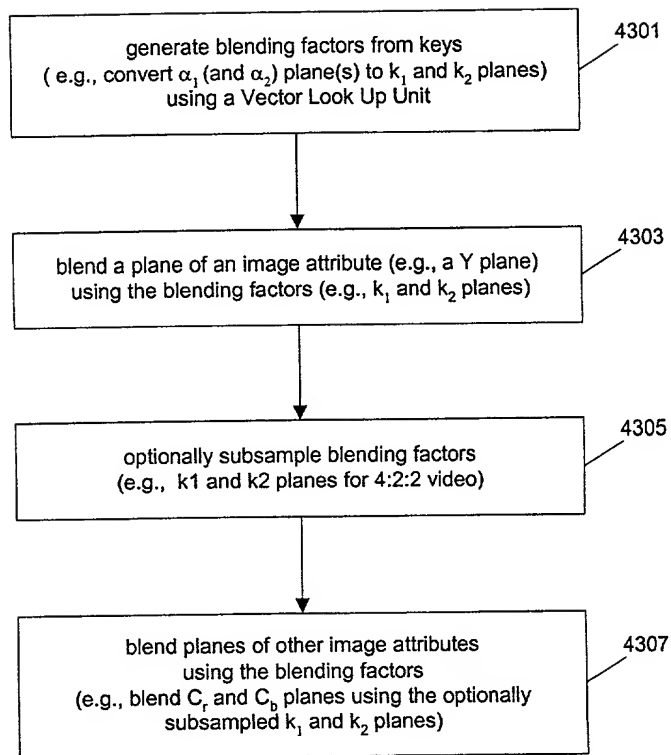 generate blending factors from keys
( e.g., convert α₁ (and α₂) plane(s) to k₁ and k₂ planes)
using a Vector Look Up Unit
4301
blend a plane of an image attribute (e.g., a Y plane)
using the blending factors (e.g., k₁ and k₂ planes)
4303
optionally subsample blending factors
(e.g., k1 and k2 planes for 4:2:2 video)
4305
blend planes of other image attributes
using the blending factors
(e.g., blend Cᵣ and C_b planes using the optionally
subsampled k₁ and k₂ planes)
4307